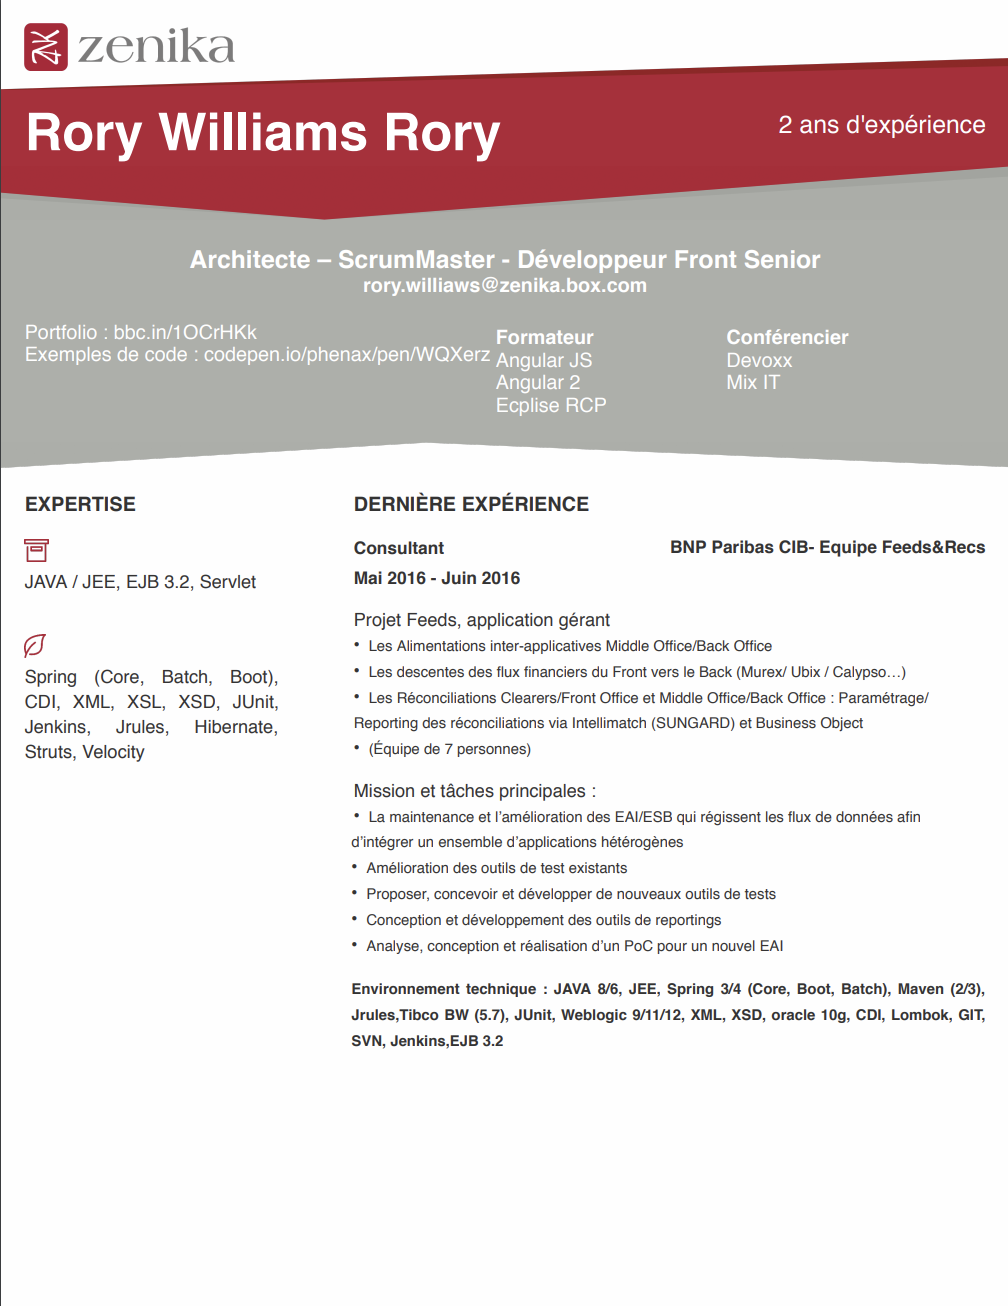 zenika
Rory Williams Rory
2 ans d'expérience
Architecte – ScrumMaster - Développeur Front Senior
rory.williaws@zenika.box.com
Portfolio : bbc.in/1OCrHKk
Exemples de code : codepen.io/phenax/pen/WQXerz
Formateur
Angular JS
Angular 2
Ecplise RCP
Conférencier
Devoxx
Mix IT
EXPERTISE
JAVA / JEE, EJB 3.2, Servlet
Spring (Core, Batch, Boot),
CDI, XML, XSL, XSD, JUnit,
Jenkins, Jrules, Hibernate,
Struts, Velocity
DERNIÈRE EXPÉRIENCE
Consultant
BNP Paribas CIB- Equipe Feeds&Recs
Mai 2016 - Juin 2016
Projet Feeds, application gérant
• Les Alimentations inter-applicatives Middle Office/Back Office
• Les descentes des flux financiers du Front vers le Back (Murex/ Ubix / Calypso…)
• Les Réconciliations Clearers/Front Office et Middle Office/Back Office : Paramétrage/
Reporting des réconciliations via Intellimatch (SUNGARD) et Business Object
• (Équipe de 7 personnes)
Mission et tâches principales :
• La maintenance et l’amélioration des EAI/ESB qui régissent les flux de données afin
d’intégrer un ensemble d’applications hétérogènes
• Amélioration des outils de test existants
• Proposer, concevoir et développer de nouveaux outils de tests
• Conception et développement des outils de reportings
• Analyse, conception et réalisation d’un PoC pour un nouvel EAI
Environnement technique : JAVA 8/6, JEE, Spring 3/4 (Core, Boot, Batch), Maven (2/3),
Jrules,Tibco BW (5.7), JUnit, Weblogic 9/11/12, XML, XSD, oracle 10g, CDI, Lombok, GIT,
SVN, Jenkins,EJB 3.2